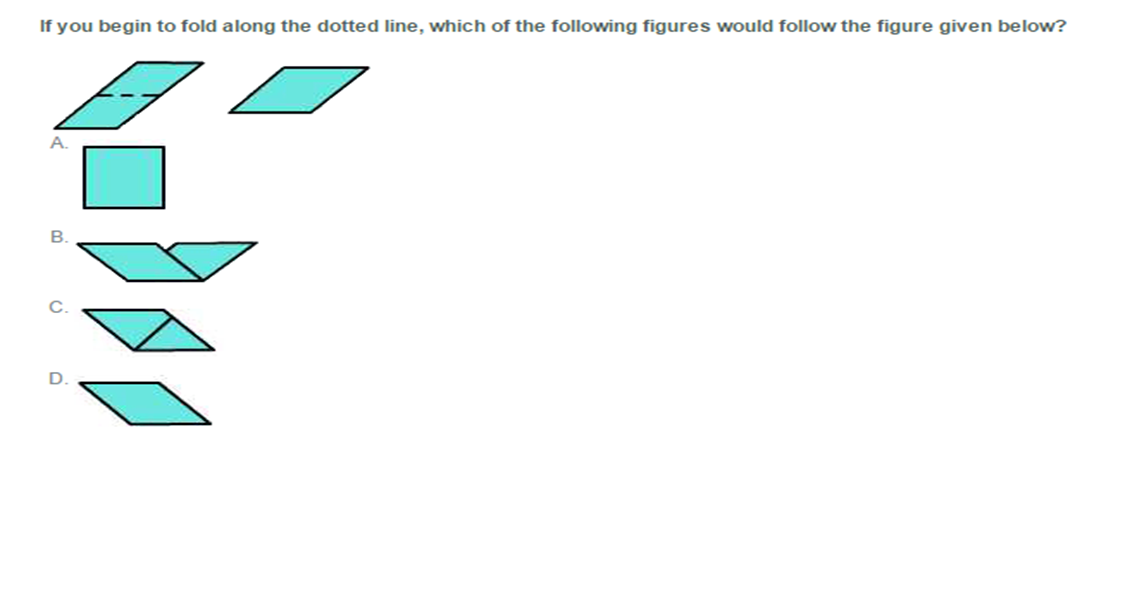 If you begin to fold along the dotted line, which of the following figures would follow the figure given below?
A.
B.
C.
D.